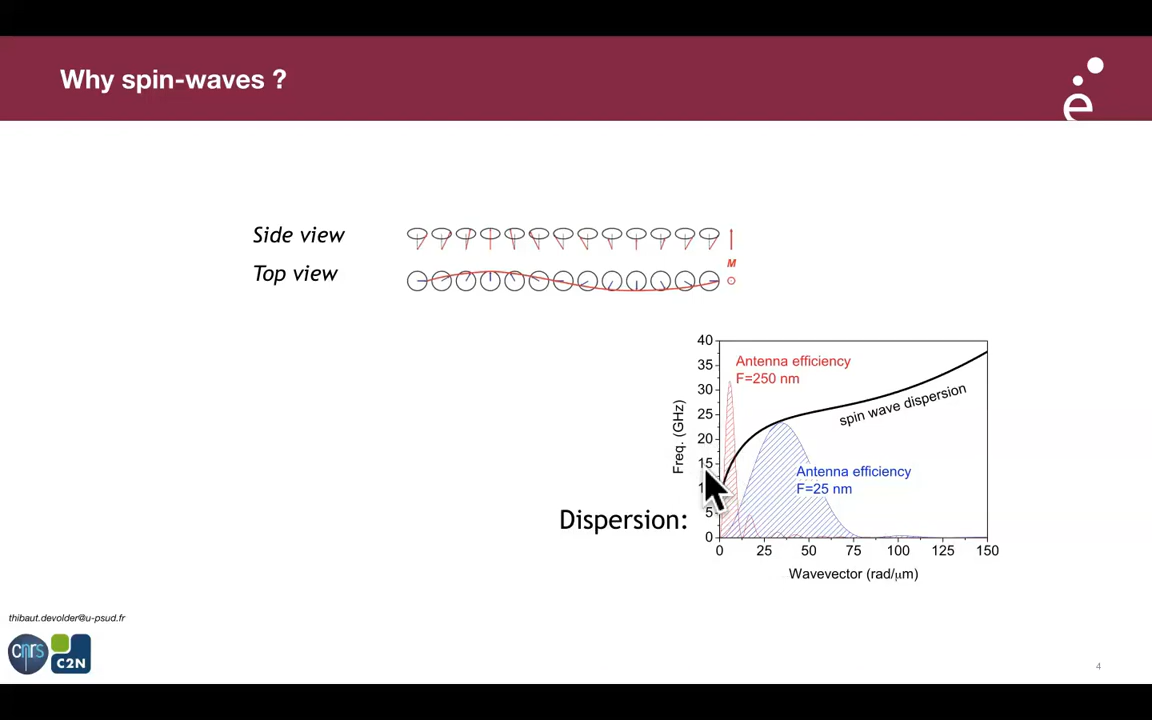 Why spin-waves ?
e
Side view
M
Top view
40
35
30
25
20
15
5
0
Freq. (GHz)
Antenna efficiency
F=250 nm
spin wave dispersion
Antenna efficiency
F=25 nm
Dispersion:
0 25 50 75 100 125 150
Wavevector (rad/μm)
thibaut.devolder@u-psud.fr
cnrs
C2N
4